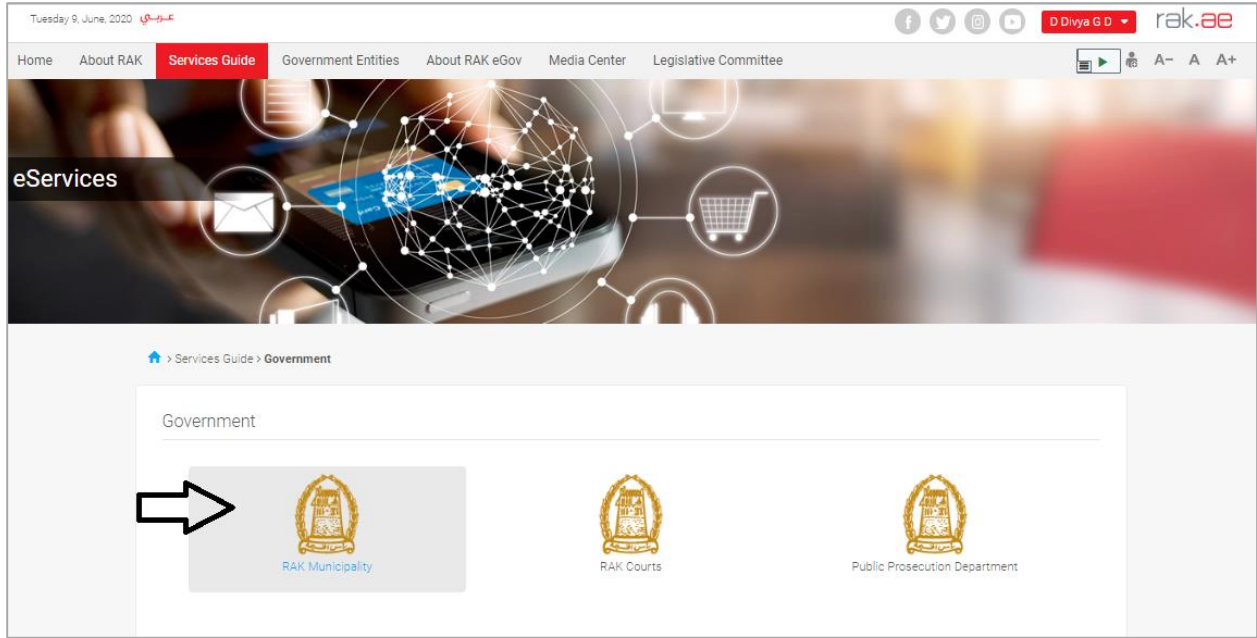 Tuesday 9, June, 2020 عـربـي
D Divya G D
rak.ae
Home About RAK Services Guide Government Entities About RAK eGov Media Center Legislative Committee A- A A+
eServices
> Services Guide > Government
Government
RAK Municipality RAK Courts Public Prosecution Department